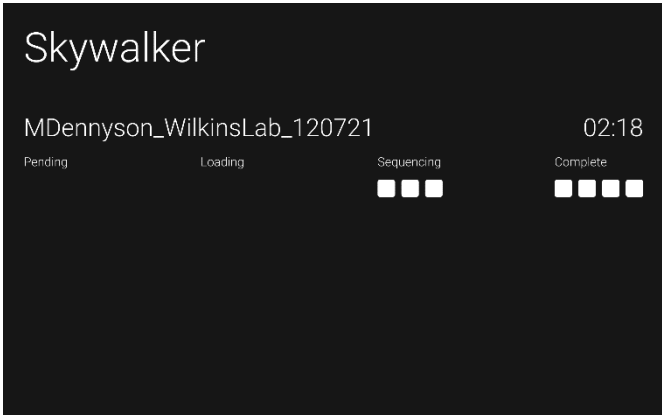 Skywalker
MDennyson_WilkinsLab_120721 02:18
Pending Loading Sequencing Complete